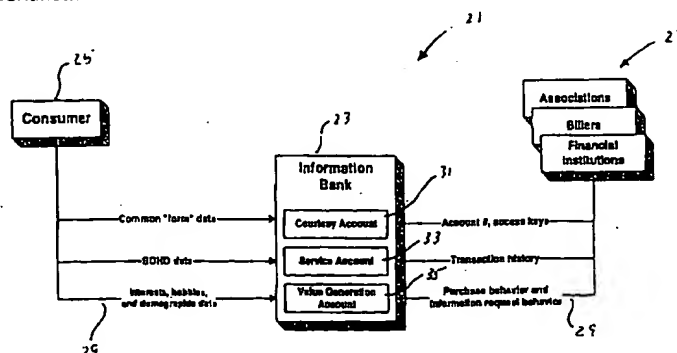 21
25
Consumer
23
Associations
Billers
Financial
Institutions
Information
Bank
31
Common "form" data
Courtesy Account
Account #, access keys
33
SOHO data
Service Account
Transaction history
35
Interests, hobbies,
and demographic data
Value Generation
Account
Purchase behavior and
information request behavior
29
29